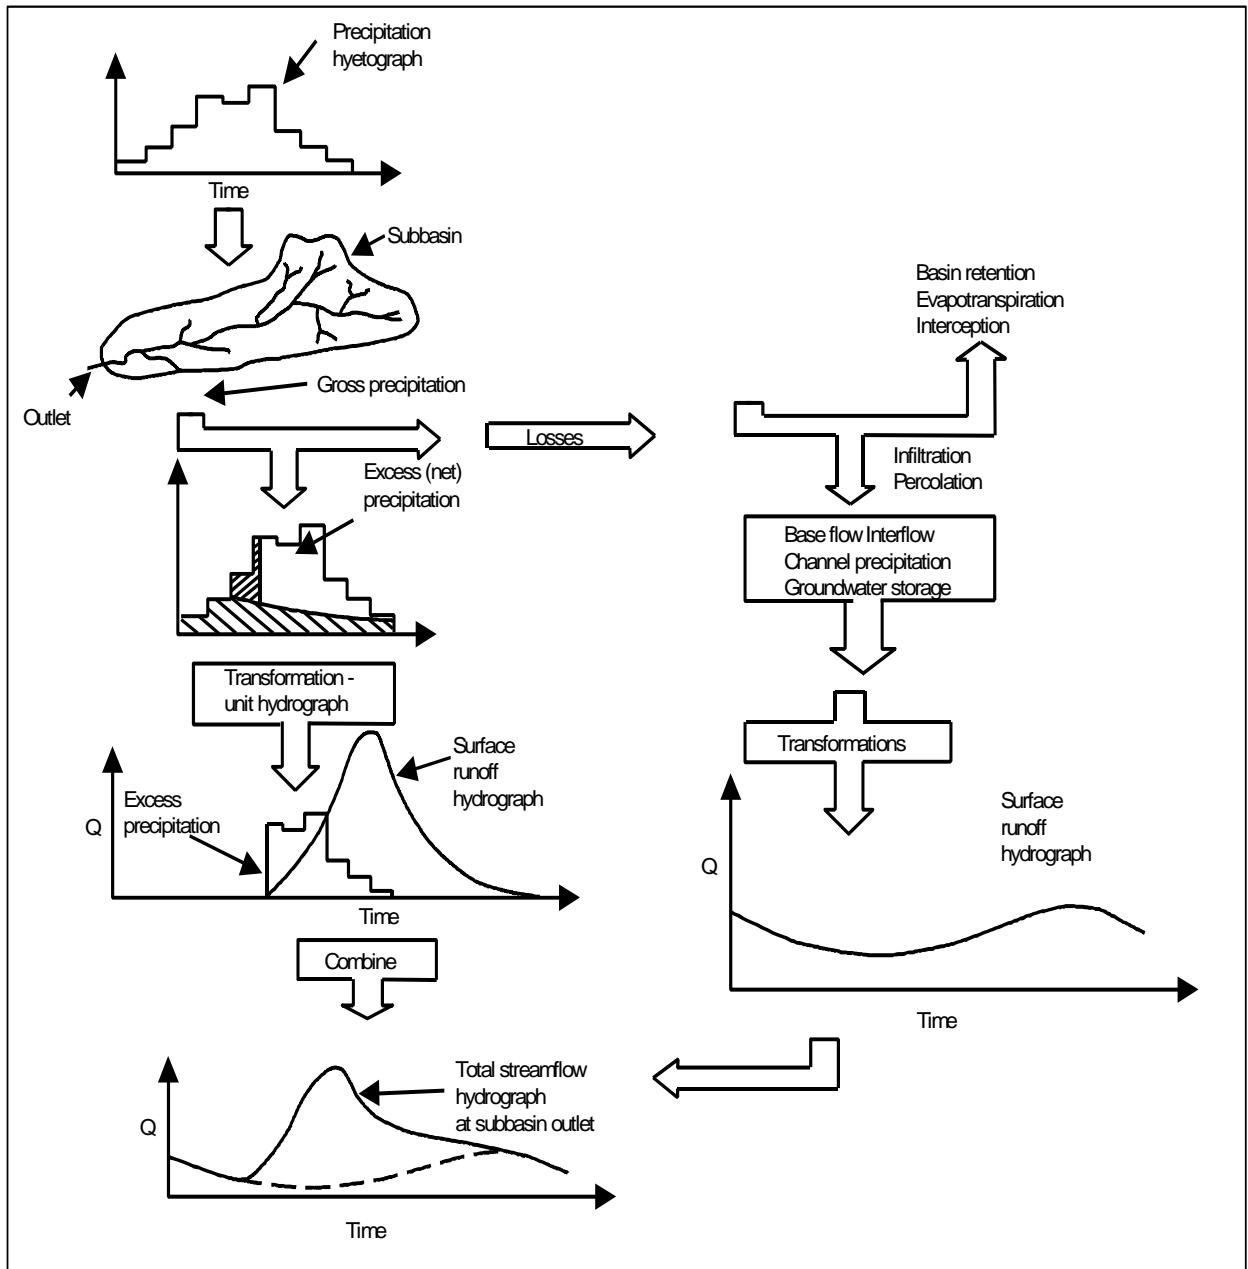 Precipitation
hyetograph
Time
Subbasin
Outlet
Gross precipitation
Losses
Basin retention
Evapotranspiration
Interception
Infiltration
Percolation
Excess (net)
precipitation
Base flow Interflow
Channel precipitation
Groundwater storage
Transformation -
unit hydrograph
Transformations
Surface
runoff
hydrograph
Excess
precipitation
Q
Time
Surface
runoff
hydrograph
Q
Time
Combine
Total streamflow
hydrograph
at subbasin outlet
Q
Time